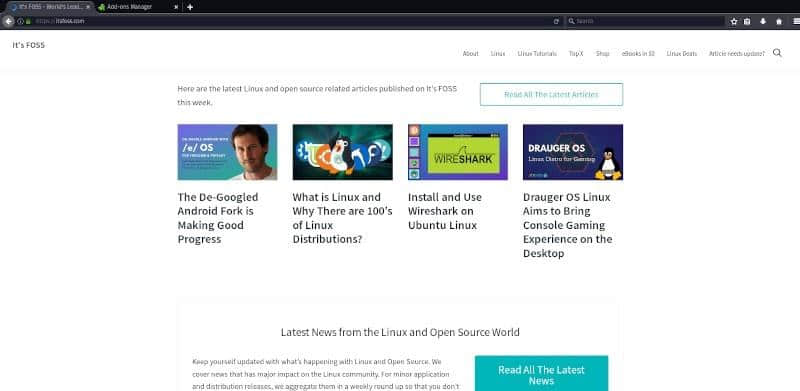 It's FOSS - World's Leau...
Add-ons Manager
https://itsfoss.com
Search
It's FOSS
About Linux Linux Tutorials Top X Shop eBooks in $2 Linux Deals Article needs update?
Here are the latest Linux and open source related articles published on It's FOSS
this week.
Read All The Latest Articles
DE-GOOGLED ANDROID WITH
/e/ OS
WIRESHARK
DRAUGER OS
Linux Distro for Gaming
The De-Googled
Android Fork is
Making Good
Progress
What is Linux and
Why There are 100's
of Linux
Distributions?
Install and Use
Wireshark on
Ubuntu Linux
Drauger OS Linux
Aims to Bring
Console Gaming
Experience on the
Desktop
Latest News from the Linux and Open Source World
Keep yourself updated with what's happening with Linux and Open Source. We
cover news that has major impact on the Linux community. For minor application
and distribution releases, we aggregate them in a weekly round up so that you don't
Read All The Latest
News